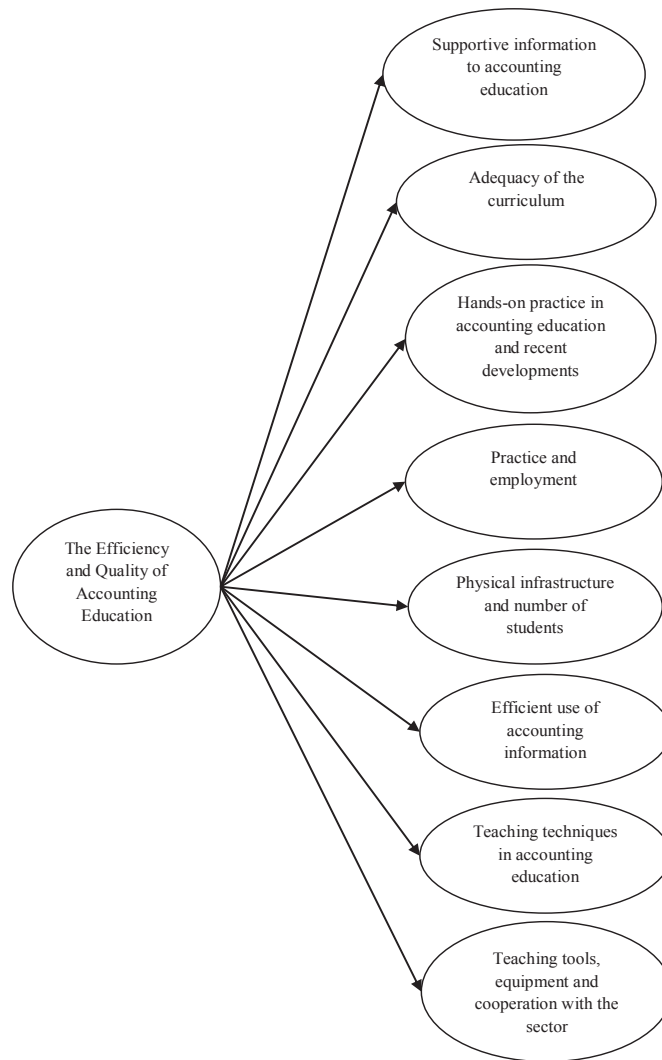 Supportive information
to accounting
education
Adequacy of the
curriculum
Hands-on practice in
accounting education
and recent
developments
Practice and
employment
The Efficiency
and Quality of
Accounting
Education
Physical infrastructure
and number of
students
Efficient use of
accounting
information
Teaching techniques
in accounting
education
Teaching tools,
equipment and
cooperation with the
sector